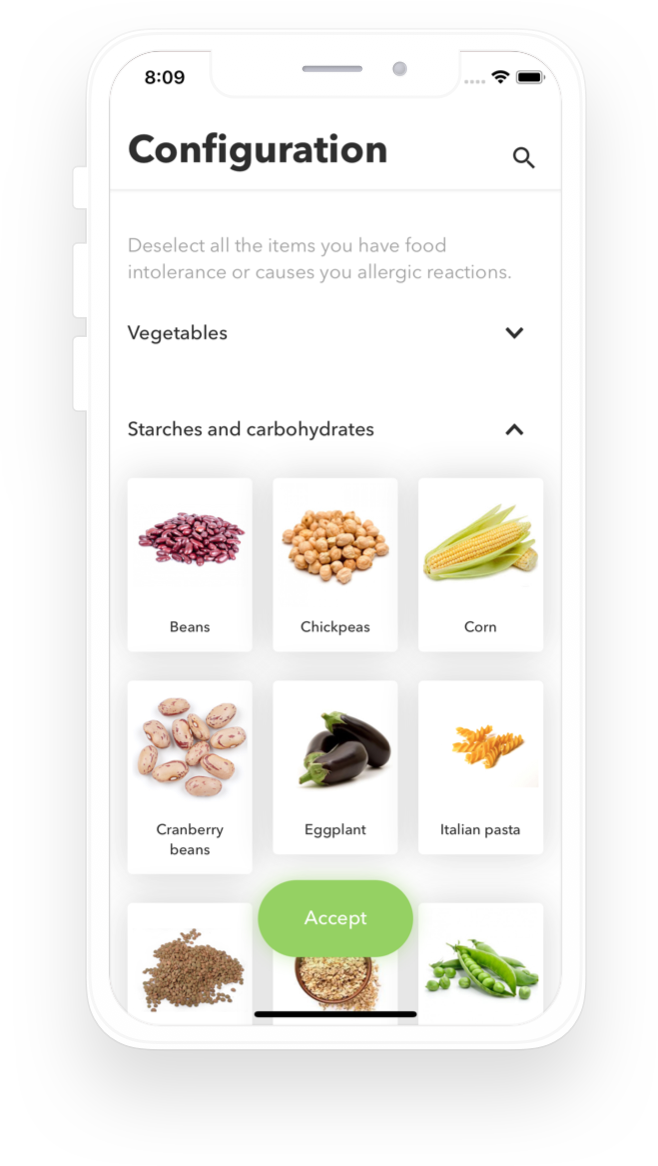 8:09
Configuration
Deselect all the items you have food
intolerance or causes you allergic reactions.
Vegetables
Starches and carbohydrates
Beans
Chickpeas
Corn
Cranberry
beans
Eggplant
Italian pasta
Accept